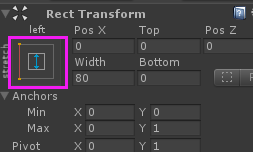 Rect Transform
left
Pos X Top Pos Z
stretch
0 0 0
Width Bottom
80 0
Anchors
Min X 0 Y 0
Max X 0 Y 1
Pivot X 0 Y 1